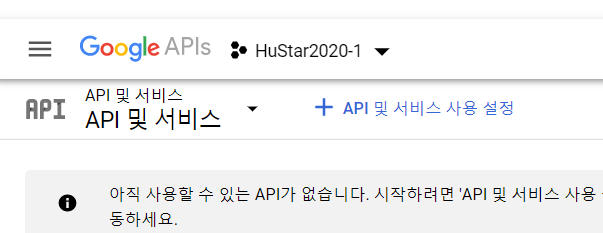 Google APIs HuStar2020-1
API
API 및 서비스
API 및 서비스
+ API 및 서비스 사용 설정
아직 사용할 수 있는 API가 없습니다. 시작하려면 'API 및 서비스 사용
동하세요.